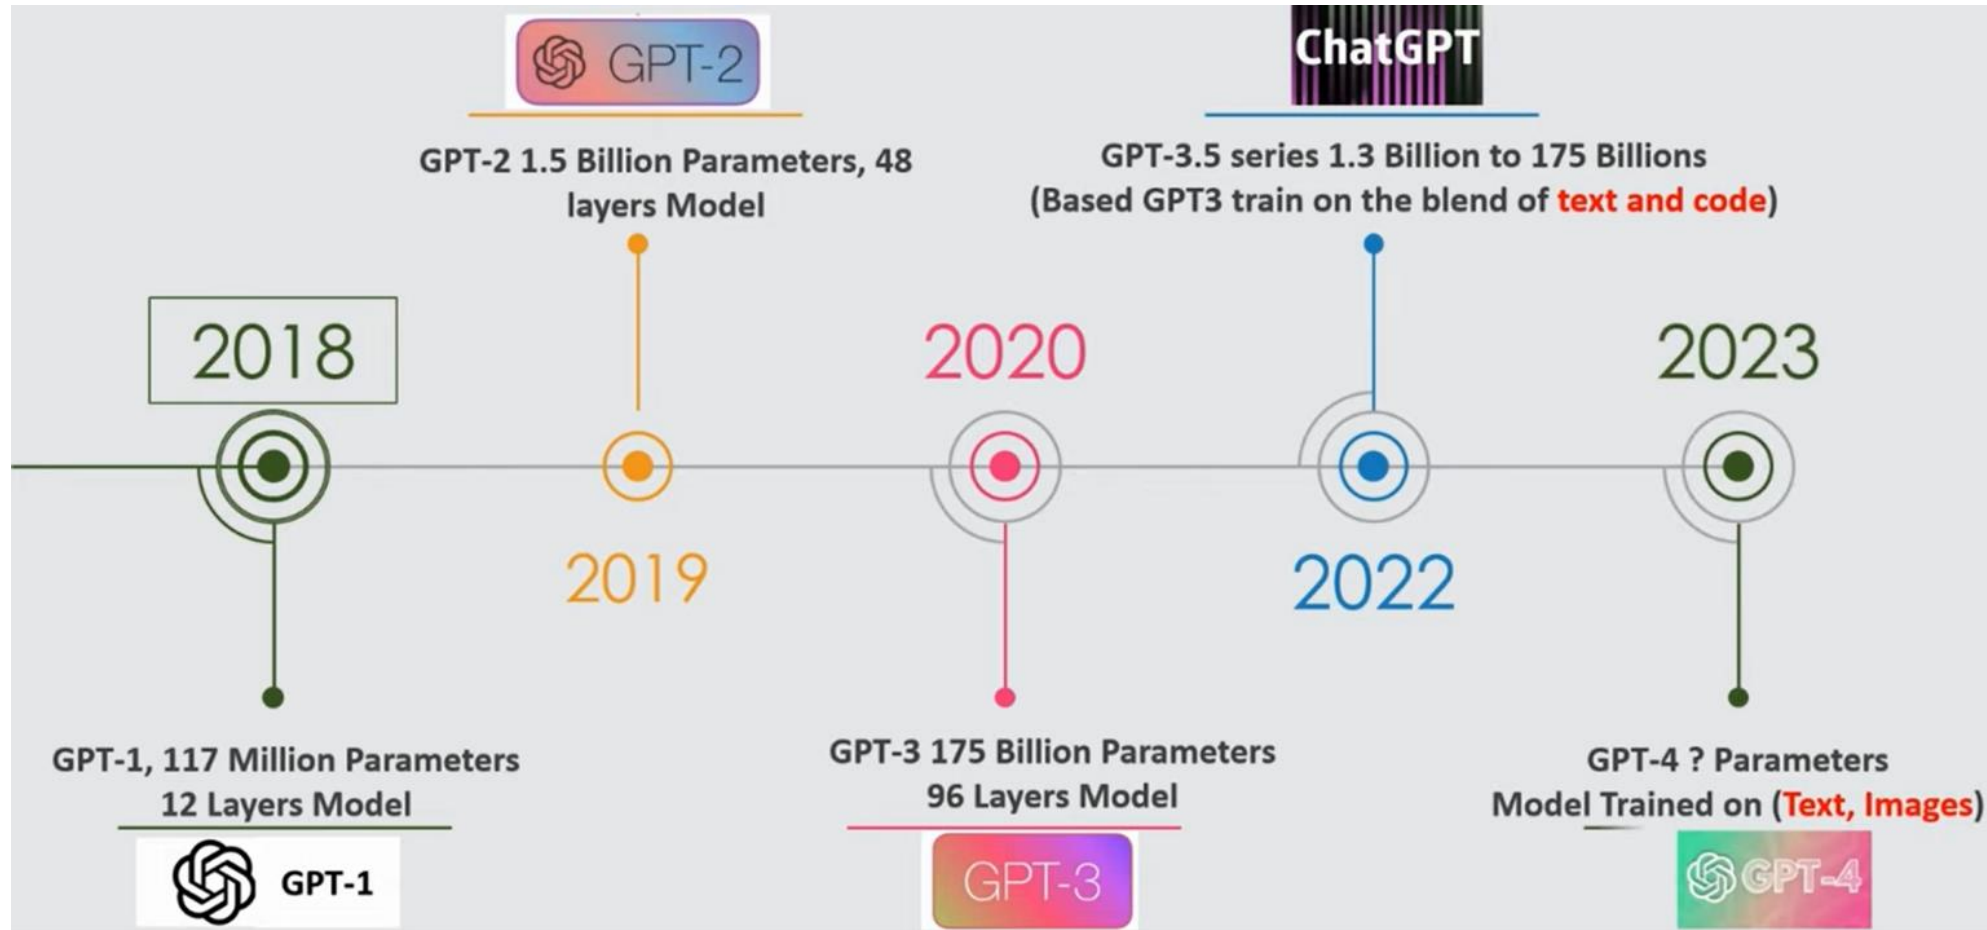 GPT-2
GPT-2 1.5 Billion Parameters, 48
layers Model
ChatGPT
GPT-3.5 series 1.3 Billion to 175 Billions
(Based GPT3 train on the blend of text and code)
2018
2019
2020
2022
2023
GPT-1, 117 Million Parameters
12 Layers Model
GPT-1
GPT-3 175 Billion Parameters
96 Layers Model
GPT-3
GPT-4 ? Parameters
Model Trained on (Text, Images)
GPT-4